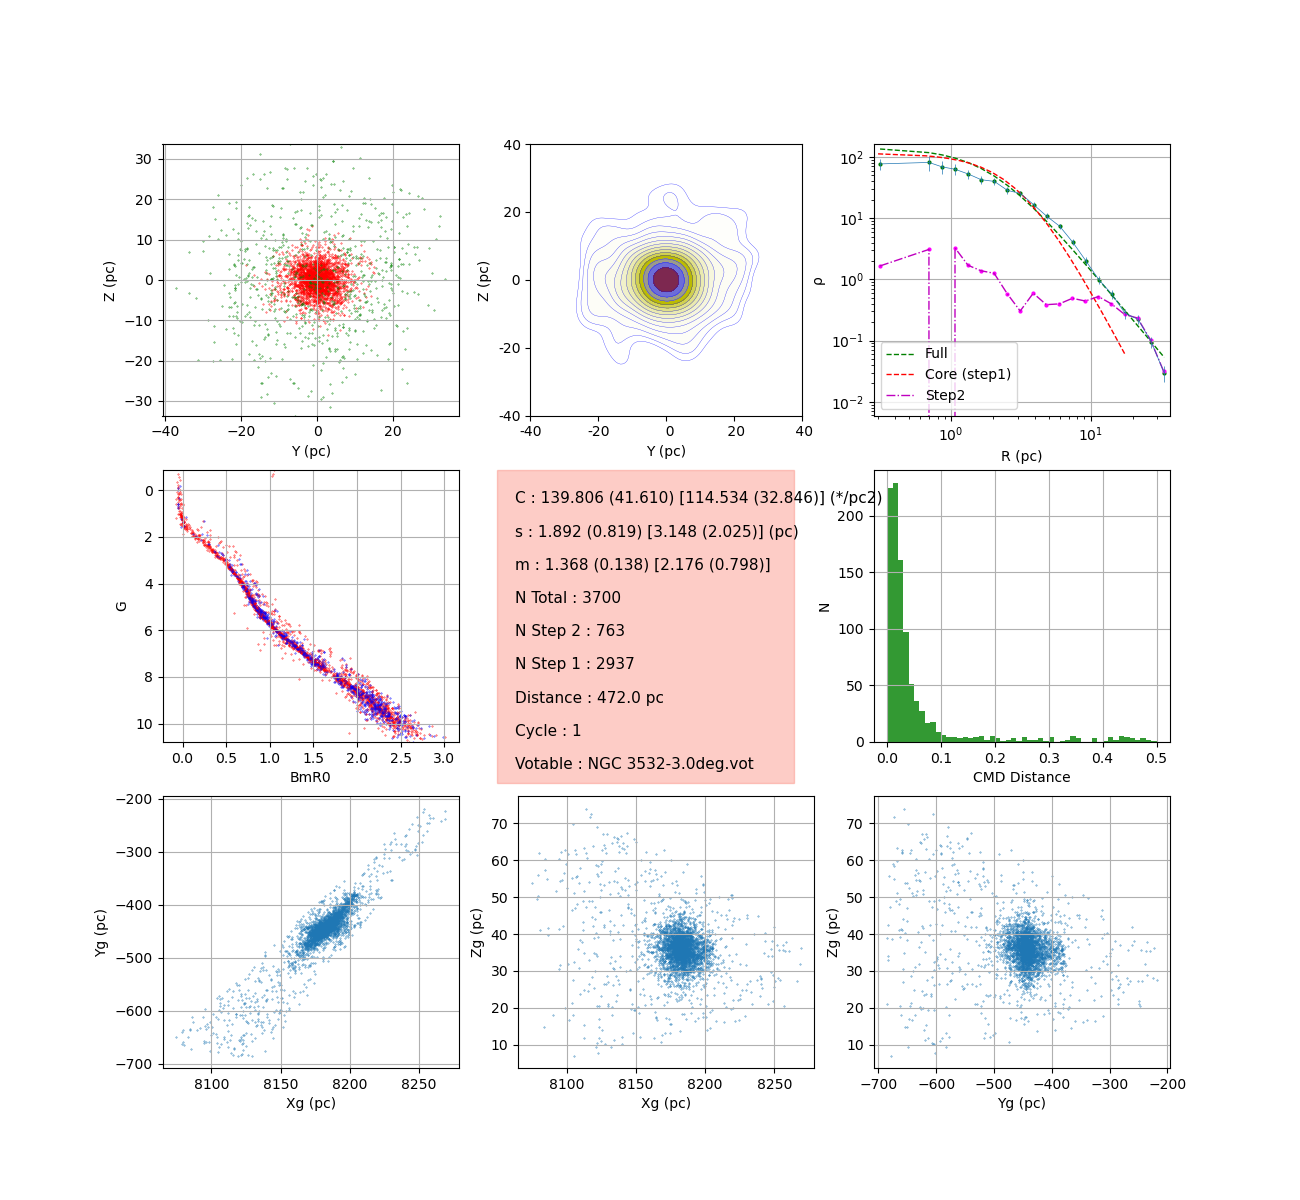 30
20
10
0
−10
−20
−30
Z (pc)
−40 −20 0 20
Y (pc)
40
20
0
-20
-40
Z (pc)
-40 -20 0 20 40
Y (pc)
10²
10¹
10⁰
10⁻¹
10⁻²
ρ
Full
Core (step1)
Step2
10⁰ 10¹
R (pc)
0
2
4
6
8
10
G
0.0 0.5 1.0 1.5 2.0 2.5 3.0
BmR0
C : 139.806 (41.610) [114.534 (32.846)] (*/pc2)
s : 1.892 (0.819) [3.148 (2.025)] (pc)
m : 1.368 (0.138) [2.176 (0.798)]
N Total : 3700
N Step 2 : 763
N Step 1 : 2937
Distance : 472.0 pc
Cycle : 1
Votable : NGC 3532-3.0deg.vot
200
150
100
50
0
N
0.0 0.1 0.2 0.3 0.4 0.5
CMD Distance
−200
−300
−400
−500
−600
−700
Yg (pc)
8100 8150 8200 8250
Xg (pc)
70
60
50
40
30
20
10
Zg (pc)
8100 8150 8200 8250
Xg (pc)
70
60
50
40
30
20
10
Zg (pc)
−700 −600 −500 −400 −300 −200
Yg (pc)